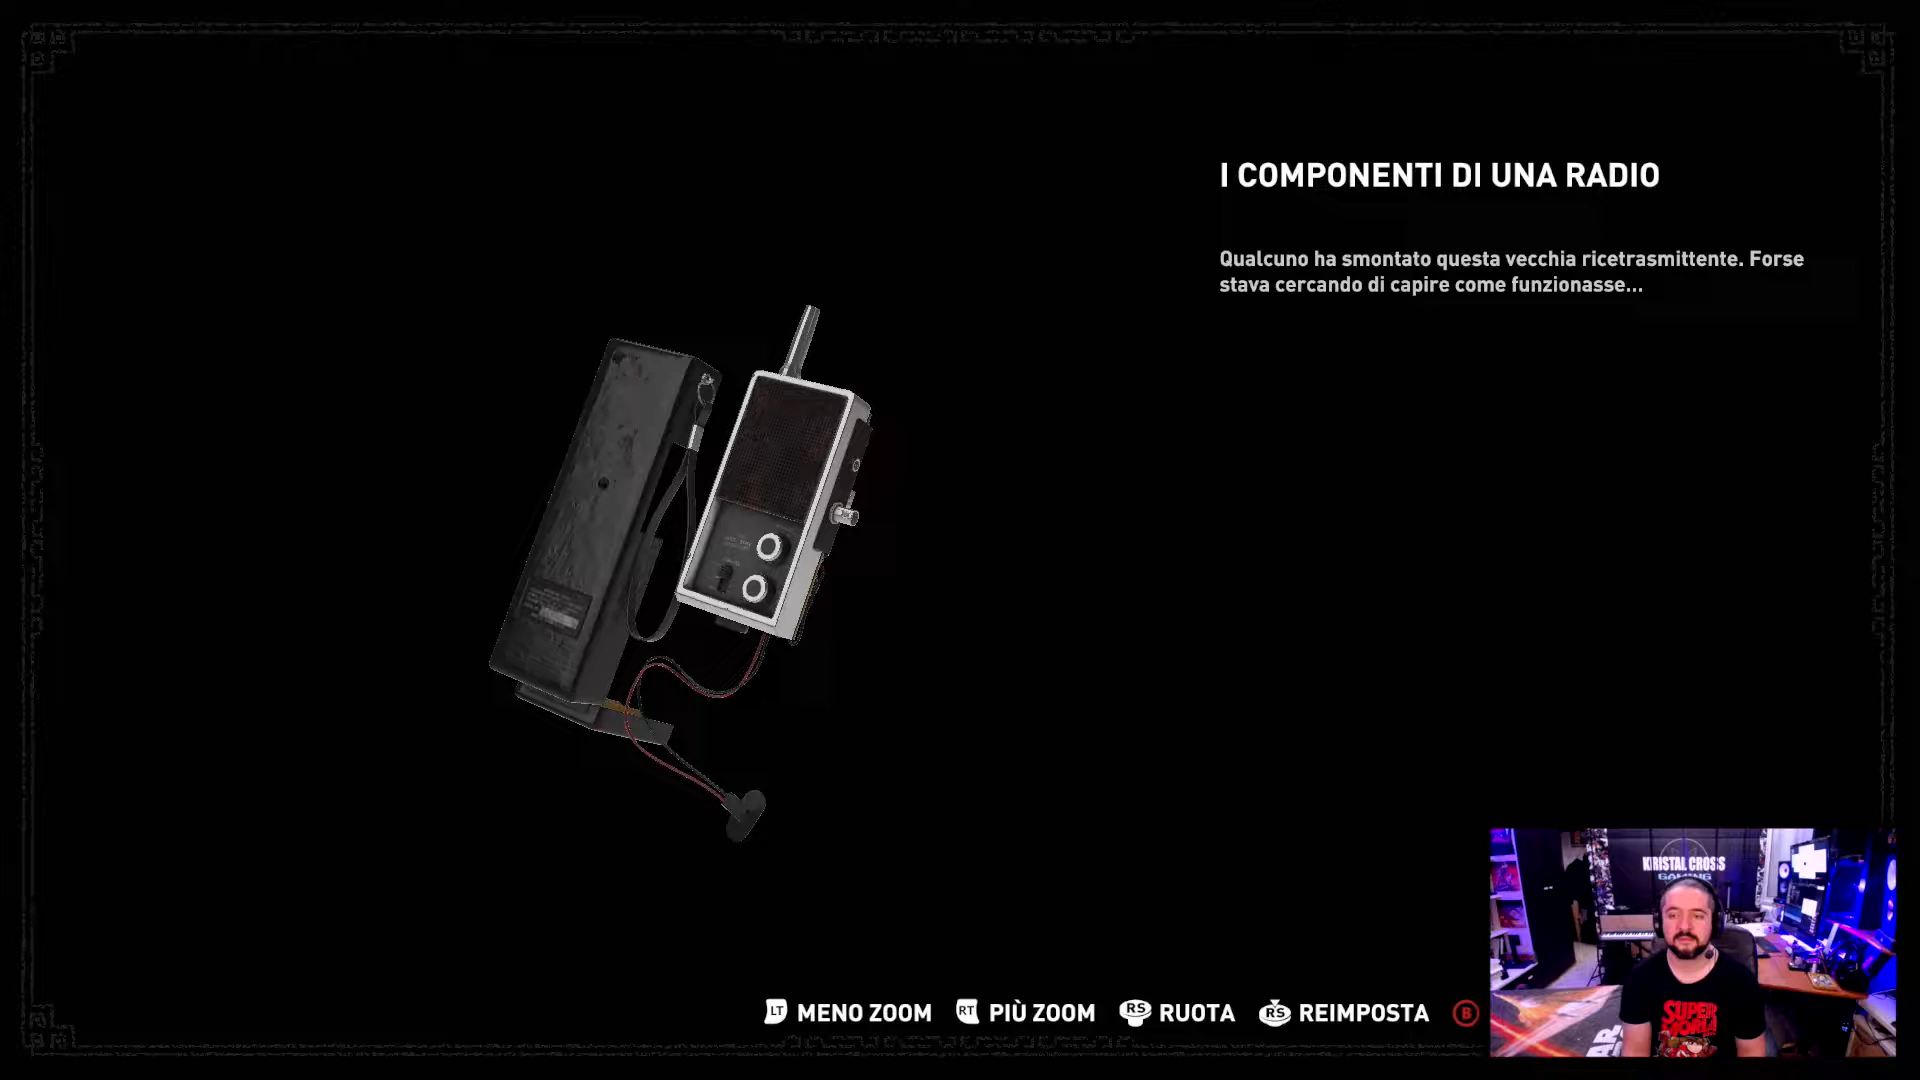 I COMPONENTI DI UNA RADIO
Qualcuno ha smontato questa vecchia ricetrasmittente. Forse
stava cercando di capire come funzionasse...
LT MENO ZOOM RT PIÙ ZOOM RS RUOTA RS REIMPOSTA B
KRISTAL CROSS
GAMING
SUPER